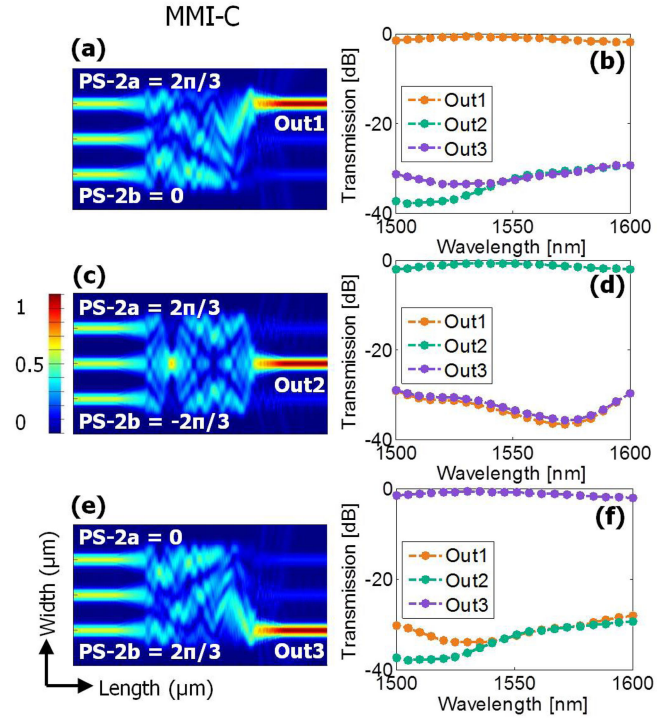 MMI-C
(a)
PS-2a = 2π/3
Out1
PS-2b = 0
(b)
Transmission [dB]
0
-20
-40
Out1
Out2
Out3
1500
1550
1600
Wavelength [nm]
(c)
PS-2a = 2π/3
Out2
PS-2b = -2π/3
1
0.5
0
(d)
Transmission [dB]
0
-20
-40
Out1
Out2
Out3
1500
1550
1600
Wavelength [nm]
(e)
PS-2a = 0
PS-2b = 2π/3
Out3
Width (μm)
Length (μm)
(f)
Transmission [dB]
0
-20
-40
Out1
Out2
Out3
1500
1550
1600
Wavelength [nm]